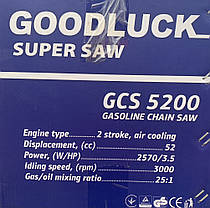 GOODLUCK
SUPER SAW
GCS 5200
GASOLINE CHAIN SAW
Engine type 2 stroke, air cooling
Displacement, (cc) 52
Power, (W/HP) 2570/3.5
Idling speed, (rpm) 3000
Gas/oil mixing ratio 25:1